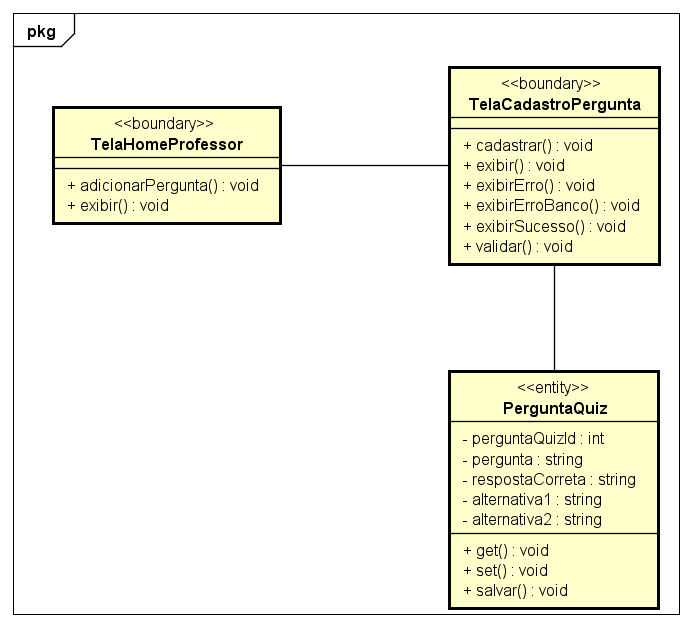 pkg
<<boundary>>
TelaHomeProfessor
+ adicionarPergunta() : void
+ exibir() : void
<<boundary>>
TelaCadastroPergunta
+ cadastrar() : void
+ exibir() : void
+ exibirErro() : void
+ exibirErroBanco() : void
+ exibirSucesso() : void
+ validar() : void
<<entity>>
PerguntaQuiz
- perguntaQuizId : int
- pergunta : string
- respostaCorreta : string
- alternativa1 : string
- alternativa2 : string
+ get() : void
+ set() : void
+ salvar() : void